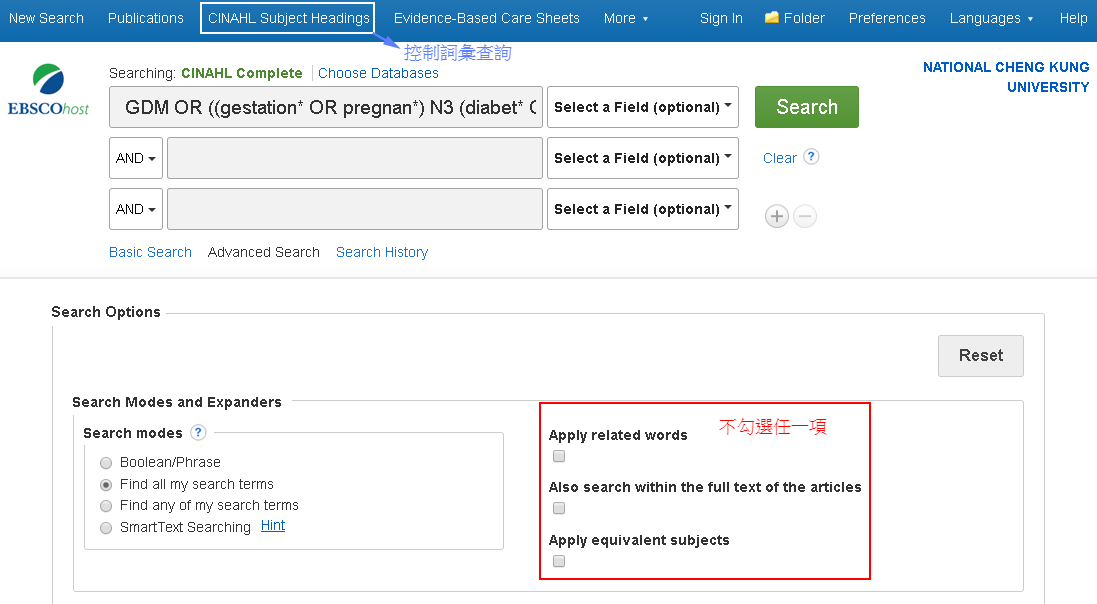 New Search Publications CINAHL Subject Headings Evidence-Based Care Sheets More Sign In Folder Preferences Languages Help
控制詞彙查詢
Searching: CINAHL Complete Choose Databases
NATIONAL CHENG KUNG
UNIVERSITY
EBSCOhost
GDM OR ((gestation* OR pregnan*) N3 (diabet* Select a Field (optional) Search
AND Select a Field (optional) Clear ?
AND Select a Field (optional)
Basic Search Advanced Search Search History
Search Options
Reset
Search Modes and Expanders
Search modes ?
Boolean/Phrase
Find all my search terms
Find any of my search terms
SmartText Searching Hint
Apply related words 不勾選任一項
Also search within the full text of the articles
Apply equivalent subjects